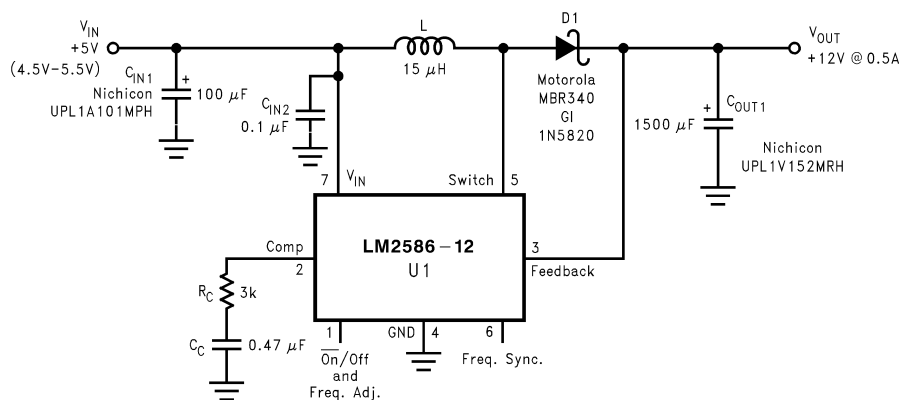 V_IN
+5V
(4.5V–5.5V)
C_IN1
+
100 μF
Nichicon
UPL1A101MPH
C_IN2
0.1 μF
L
15 μH
D1
Motorola
MBR340
GI
1N5820
V_OUT
+12V @ 0.5A
+
C_OUT1
1500 μF
Nichicon
UPL1V152MRH
7
V_IN
Switch
5
LM2586–12
U1
Comp
2
3
Feedback
R_C
3k
C_C
0.47 μF
1
GND
4
6
On/Off
and
Freq. Adj.
Freq. Sync.